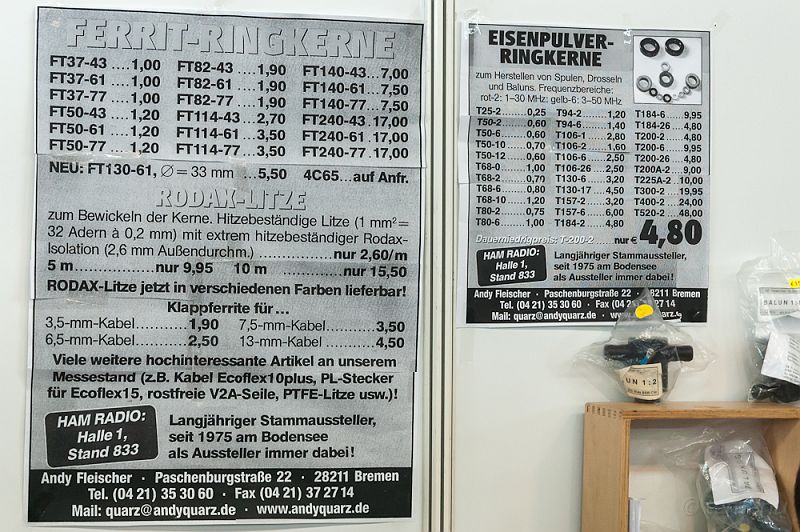 FERRIT-RINGKERNE
FT37-43 ....1,00 FT82-43 ....1,90 FT140-43...7,00
FT37-61 ....1,00 FT82-61 ....1,90 FT140-61...7,50
FT37-77 ....1,00 FT82-77 ....1,90 FT140-77...7,50
FT50-43 ....1,20 FT114-43 ...2,70 FT240-43.17,00
FT50-61 ....1,20 FT114-61 ...3,50 FT240-61.17,00
FT50-77 ....1,20 FT114-77 ...3,50 FT240-77.17,00
NEU: FT130-61, ∅ = 33 mm ...5,50 4C65...auf Anfr.
RODAX-LITZE
zum Bewickeln der Kerne. Hitzebeständige Litze (1 mm²=
32 Adern à 0,2 mm) mit extrem hitzebeständiger Rodax-
Isolation (2,6 mm Außendurchm.) ............... nur 2,60/m
5 m.................nur 9,95 10 m ...............nur 15,50
RODAX-Litze jetzt in verschiedenen Farben lieferbar!
Klappferrite für ...
3,5-mm-Kabel...........1,90 7,5-mm-Kabel...........3,50
6,5-mm-Kabel...........2,50 13-mm-Kabel............4,50
Viele weitere hochinteressante Artikel an unserem
Messestand (z.B. Kabel Ecoflex10plus, PL-Stecker
für Ecoflex15, rostfreie V2A-Seile, PTFE-Litze usw.)!
HAM RADIO:
Halle 1,
Stand 833
Langjähriger Stammaussteller,
seit 1975 am Bodensee
als Aussteller immer dabei!
Andy Fleischer · Paschenburgstraße 22 · 28211 Bremen
Tel. (04 21) 35 30 60 · Fax (04 21) 37 27 14
Mail: quarz@andyquarz.de · www.andyquarz.de
EISENPULVER-
RINGKERNE
zum Herstellen von Spulen, Drosseln
und Baluns. Frequenzbereiche:
rot-2: 1–30 MHz; gelb-6: 3–50 MHz
T25-2 .......0,25 T94-2 .......1,20 T184-6 .....9,95
T50-2 .......0,60 T94-6 .......1,40 T184-26 ...4,80
T50-6 .......0,60 T106-1 .....2,80 T200-2 .....4,80
T50-10 .....0,60 T106-2 .....1,60 T200-6 .....9,95
T50-12 .....0,60 T106-6 .....2,50 T200-26 ...4,80
T68-0 .......1,00 T106-26 ...2,50 T200A-2 ...9,00
T68-2 .......0,70 T130-6 .....3,20 T225A-2 ..10,00
T68-6 .......0,80 T130-17 ...4,50 T300-2 ....19,95
T68-10 .....1,20 T157-2 .....3,20 T400-2 ....24,00
T80-2 .......0,75 T157-6 .....6,00 T520-2 ....48,00
T80-6 .......1,00 T184-2 .....4,80
Dauerniedrigpreis: T-200-2 ...... nur € 4,80
HAM RADIO:
Halle 1,
Stand 833
Langjähriger Stammaussteller,
seit 1975 am Bodensee
als Aussteller immer dabei!
Andy Fleischer · Paschenburgstraße 22 · 28211 Bremen
Tel. (04 21) 35 30 60 · Fax (04 21) 37 27 14
Mail: quarz@andyquarz.de
UN 1:2
BALUN